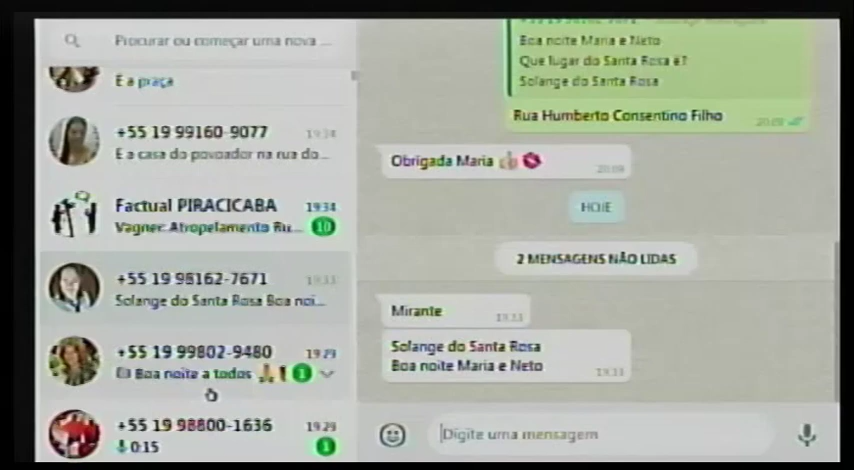 Procurar ou começar uma nova ...
E a praça
+55 19 99160-9077
19:34
E a casa do povoador na rua do...
Factual PIRACICABA
19:34
Vagner: Atropelamento Ru...
10
+55 19 98162-7671
19:33
Solange do Santa Rosa Boa noi...
+55 19 99802-9480
19:29
Boa noite a todos
1
+55 19 98800-1636
19:29
0:15
1
Boa noite Maria e Neto
Que lugar do Santa Rosa é?
Solange do Santa Rosa
Rua Humberto Consentino Filho
20:09
Obrigada Maria
20:09
HOJE
2 MENSAGENS NÃO LIDAS
Mirante
19:33
Solange do Santa Rosa
Boa noite Maria e Neto
19:33
Digite uma mensagem